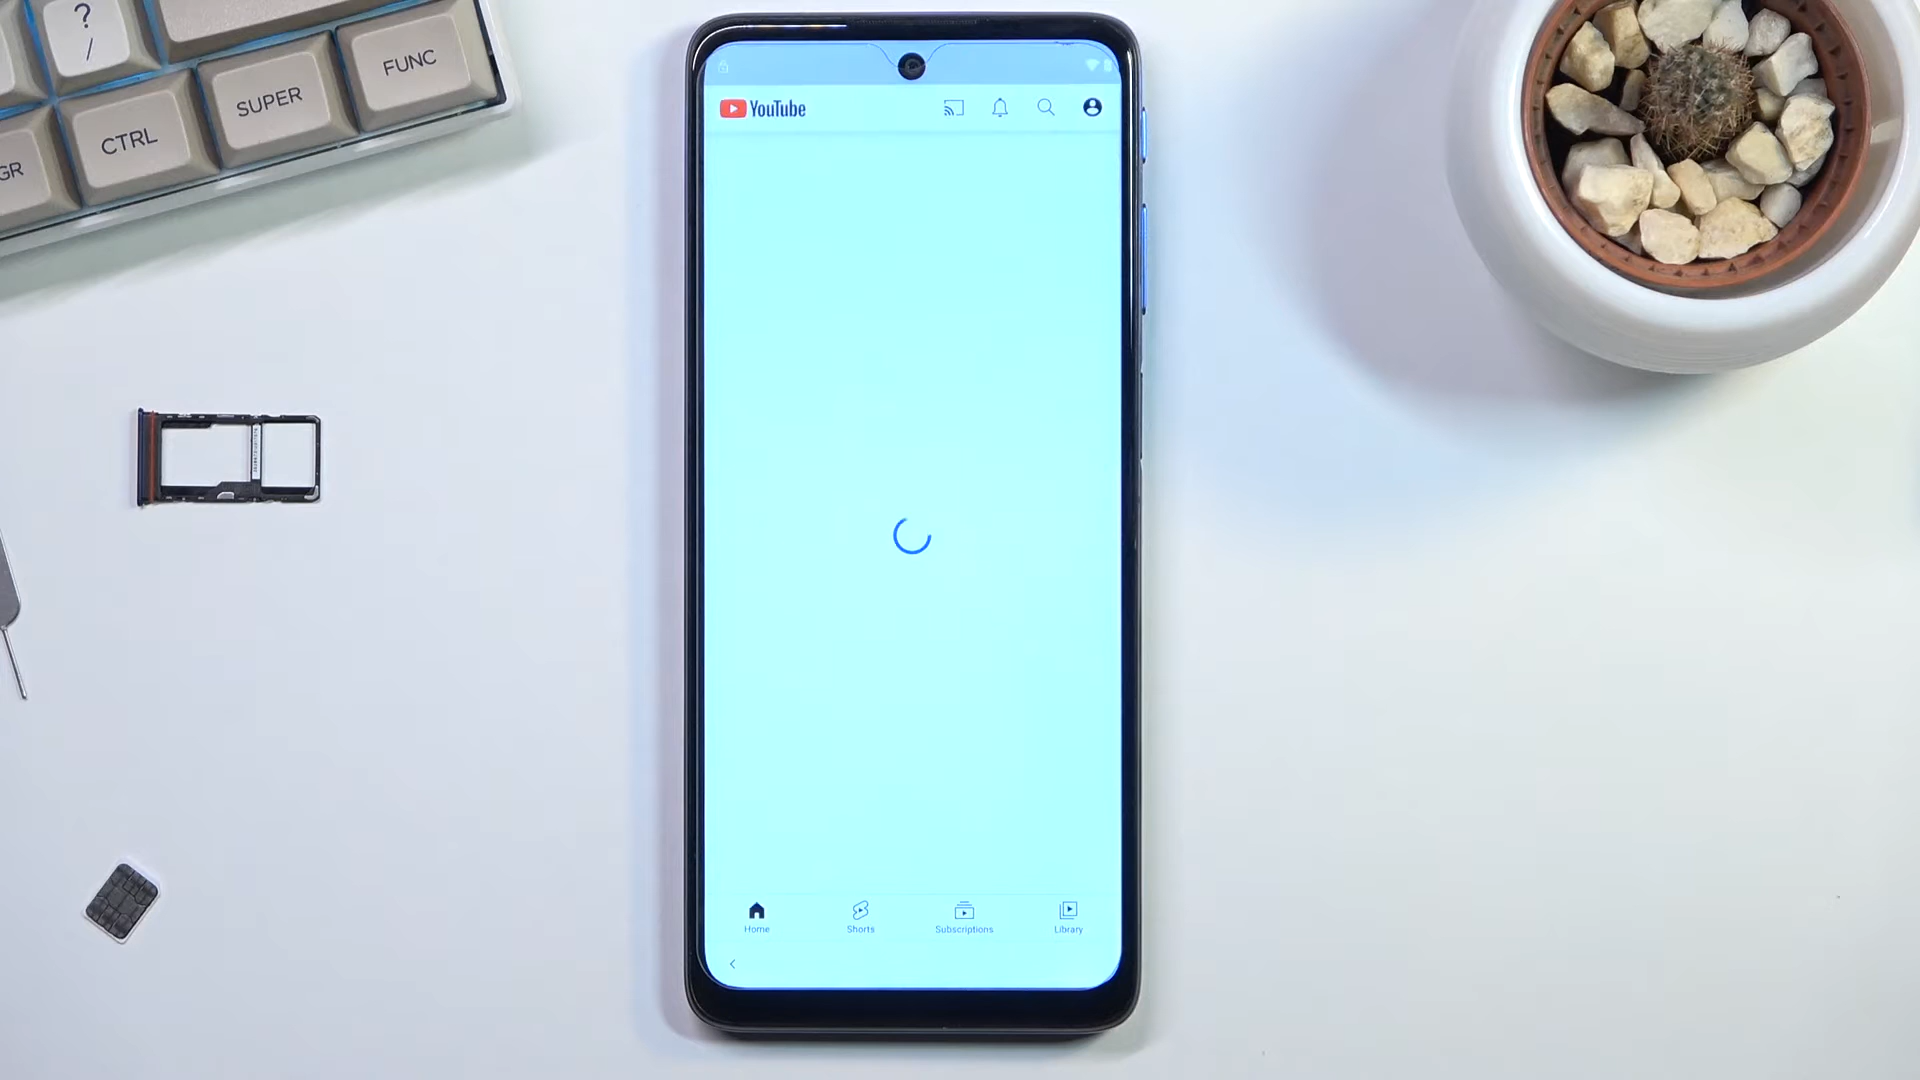 ?
/
FUNC
SUPER
CTRL
GR
YouTube
Home
Shorts
Subscriptions
Library